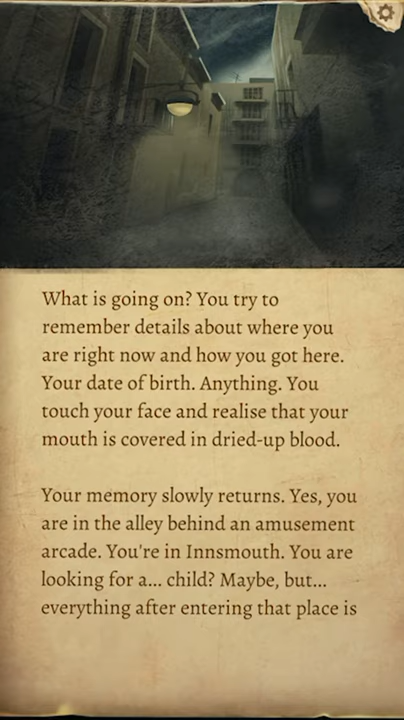 What is going on? You try to
remember details about where you
are right now and how you got here.
Your date of birth. Anything. You
touch your face and realise that your
mouth is covered in dried-up blood.
Your memory slowly returns. Yes, you
are in the alley behind an amusement
arcade. You're in Innsmouth. You are
looking for a... child? Maybe, but...
everything after entering that place is